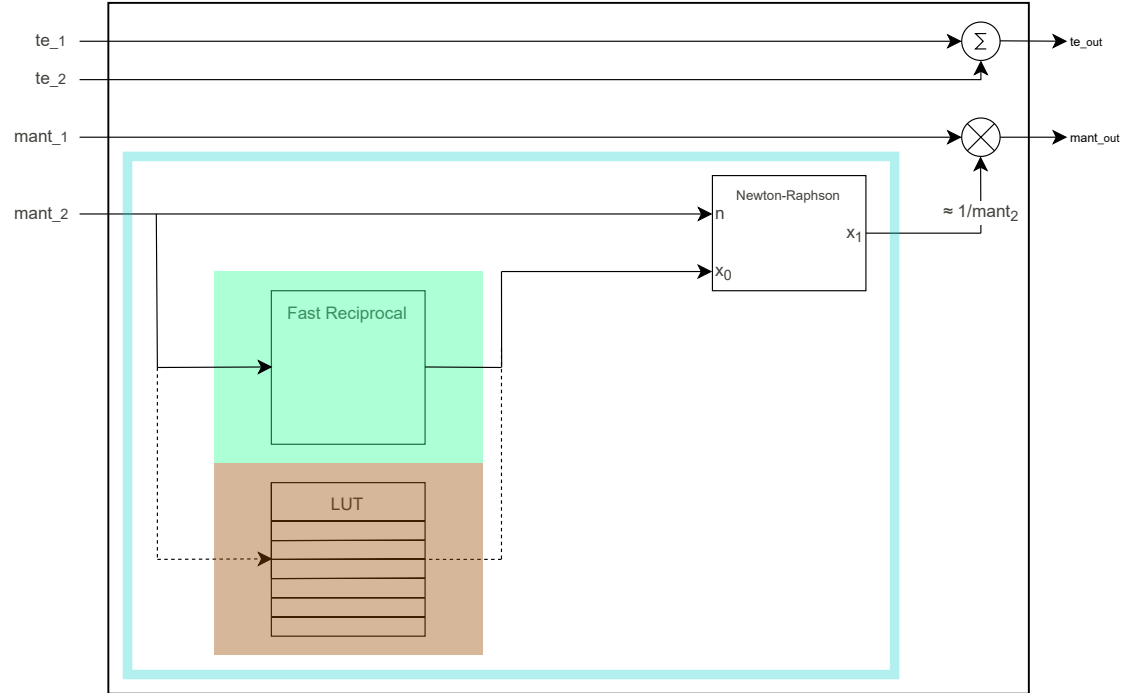 te_1
Σ
te_out
te_2
mant_1
mant_out
Newton-Raphson
mant_2
n
≈ 1/mant₂
x₁
x₀
Fast Reciprocal
LUT